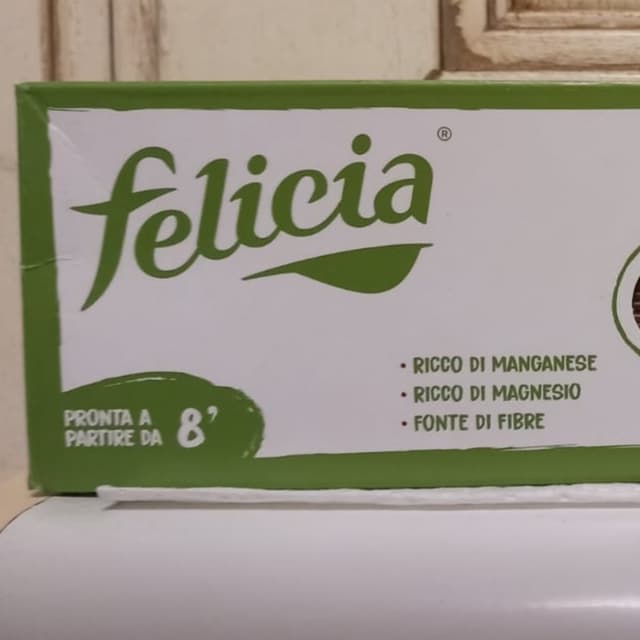 felicia®
• RICCO DI MANGANESE
• RICCO DI MAGNESIO
• FONTE DI FIBRE
PRONTA A
PARTIRE DA 8’